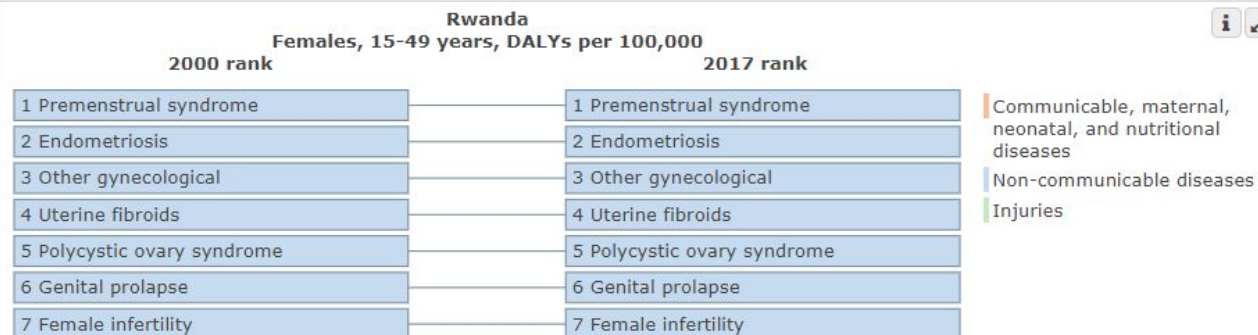 Rwanda
Females, 15-49 years, DALYs per 100,000
2000 rank
2017 rank
1 Premenstrual syndrome
1 Premenstrual syndrome
2 Endometriosis
2 Endometriosis
3 Other gynecological
3 Other gynecological
4 Uterine fibroids
4 Uterine fibroids
5 Polycystic ovary syndrome
5 Polycystic ovary syndrome
6 Genital prolapse
6 Genital prolapse
7 Female infertility
7 Female infertility
Communicable, maternal,
neonatal, and nutritional
diseases
Non-communicable diseases
Injuries
i